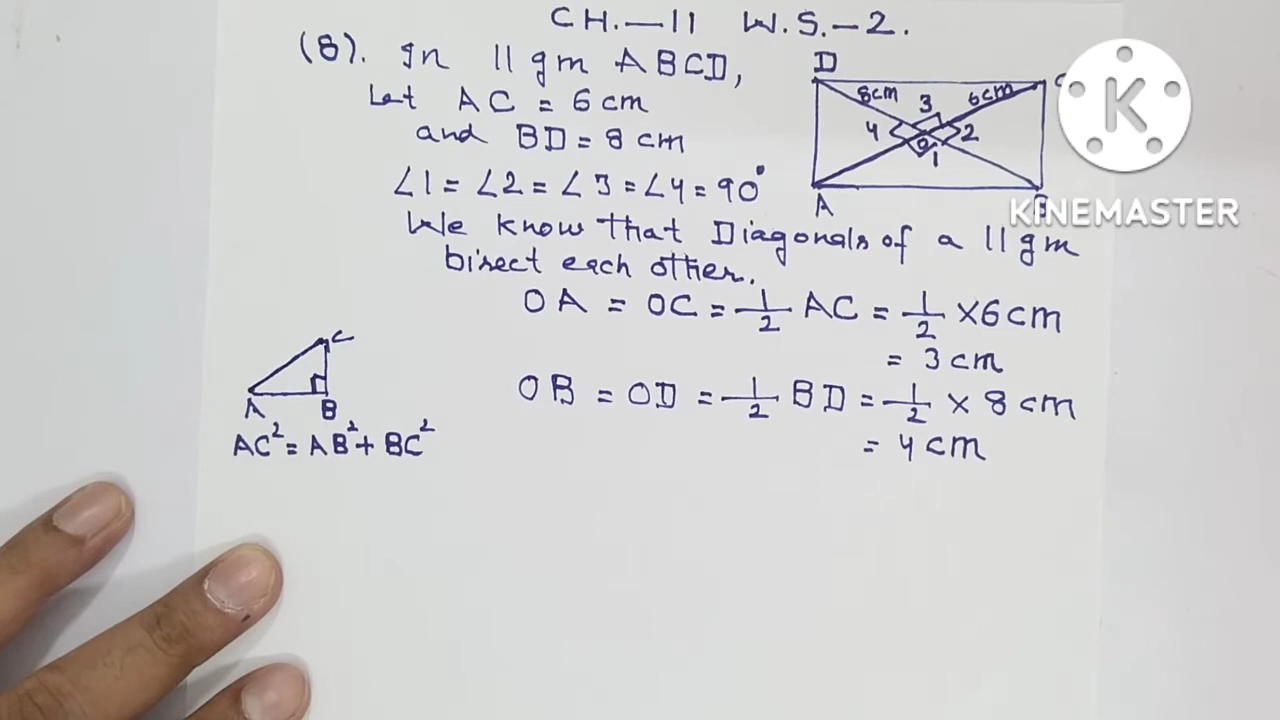 CH.—11 W.S.—2.
(8). In ||gm ABCD,
Let AC = 6 cm
and BD = 8 cm
∠1 = ∠2 = ∠3 = ∠4 = 90°
We know that Diagonals of a ||gm
bisect each other.
OA = OC = 1/2 AC = 1/2 × 6 cm
= 3 cm
OB = OD = 1/2 BD = 1/2 × 8 cm
= 4 cm
D C
8cm 3 6cm
4 O 2
1
A B
K
KINEMASTER
C
A B
AC² = AB² + BC²